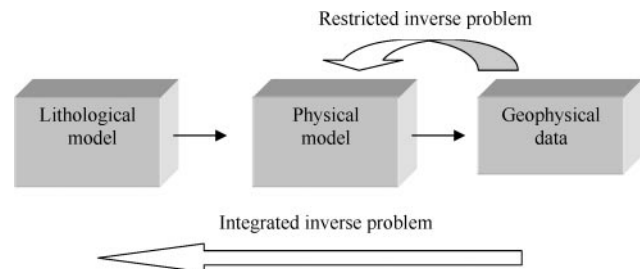 Restricted inverse problem
Lithological
model
Physical
model
Geophysical
data
Integrated inverse problem